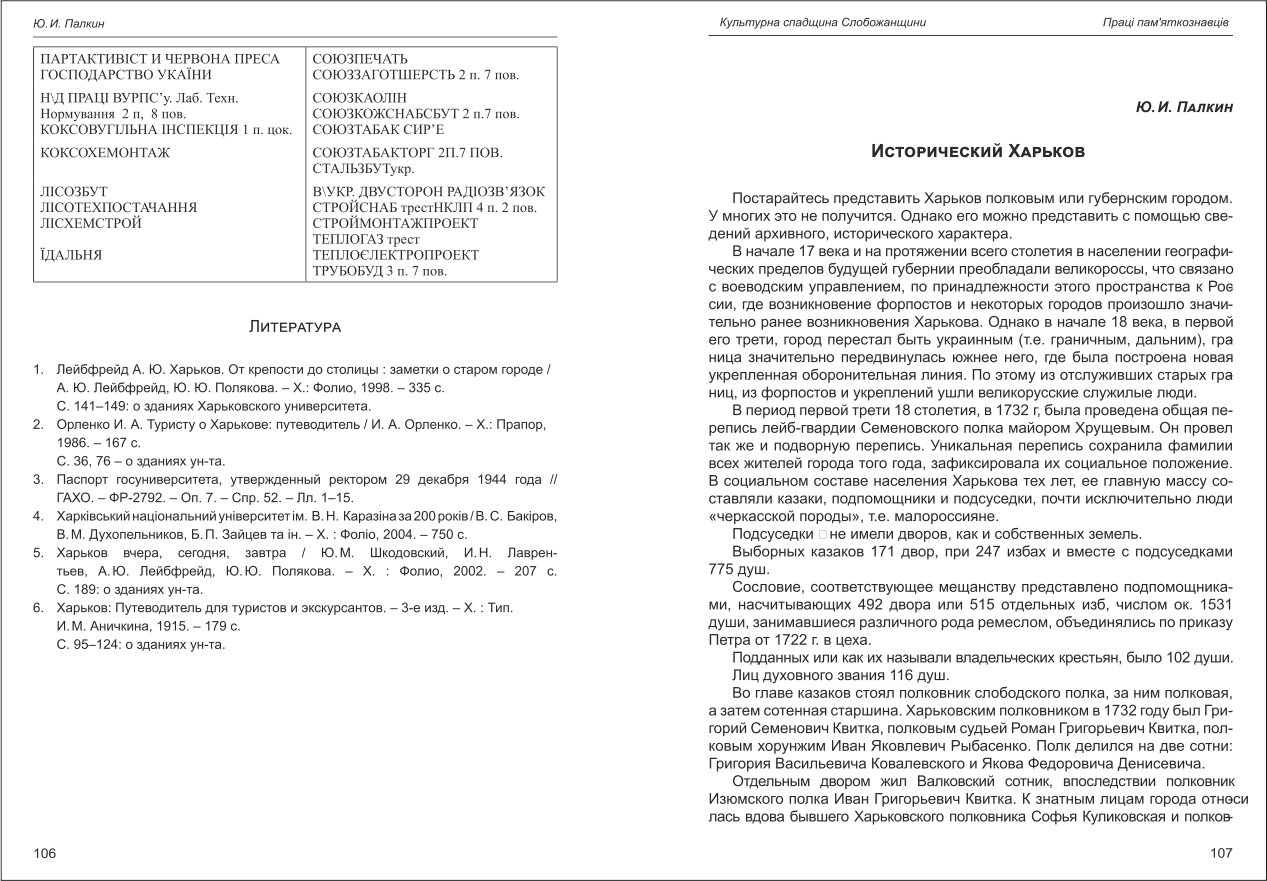 Ю. И. Палкин
ПАРТАКТИВІСТ И ЧЕРВОНА ПРЕСА
ГОСПОДАРСТВО УКАЇНИ
Н\Д ПРАЦІ ВУРПС’у. Лаб. Техн.
Нормування 2 п, 8 пов.
КОКСОВУГІЛЬНА ІНСПЕКЦІЯ 1 п. цок.
КОКСОХЕМОНТАЖ
ЛІСОЗБУТ
ЛІСОТЕХПОСТАЧАННЯ
ЛІСХЕМСТРОЙ
ЇДАЛЬНЯ
СОЮЗПЕЧАТЬ
СОЮЗЗАГОТШЕРСТЬ 2 п. 7 пов.
СОЮЗКАОЛІН
СОЮЗКОЖСНАБСБУТ 2 п.7 пов.
СОЮЗТАБАК СИР’Е
СОЮЗТАБАКТОРГ 2П.7 ПОВ.
СТАЛЬЗБУТукр.
В\УКР. ДВУСТОРОН РАДІОЗВ’ЯЗОК
СТРОЙСНАБ трестНКЛП 4 п. 2 пов.
СТРОЙМОНТАЖПРОЕКТ
ТЕПЛОГАЗ трест
ТЕПЛОЄЛЕКТРОПРОЕКТ
ТРУБОБУД 3 п. 7 пов.
Литература
1. Лейбфрейд А. Ю. Харьков. От крепости до столицы : заметки о старом городе /
А. Ю. Лейбфрейд, Ю. Ю. Полякова. – Х.: Фолио, 1998. – 335 с.
С. 141–149: о зданиях Харьковского университета.
2. Орленко И. А. Туристу о Харькове: путеводитель / И. А. Орленко. – Х.: Прапор,
1986. – 167 с.
С. 36, 76 – о зданиях ун-та.
3. Паспорт госуниверситета, утвержденный ректором 29 декабря 1944 года //
ГАХО. – ФР-2792. – Оп. 7. – Спр. 52. – Лл. 1–15.
4. Харківський національний університет ім. В. Н. Каразіна за 200 років / В. С. Бакіров,
В. М. Духопельников, Б. П. Зайцев та ін. – Х. : Фоліо, 2004. – 750 с.
5. Харьков вчера, сегодня, завтра / Ю. М. Шкодовский, И. Н. Лаврен-
тьев, А. Ю. Лейбфрейд, Ю. Ю. Полякова. – Х. : Фолио, 2002. – 207 с.
С. 189: о зданиях ун-та.
6. Харьков: Путеводитель для туристов и экскурсантов. – 3-е изд. – Х. : Тип.
И. М. Аничкина, 1915. – 179 с.
С. 95–124: о зданиях ун-та.
106
Культурна спадщина Слобожанщини Праці пам'яткознавців
Ю. И. Палкин
Исторический Харьков
Постарайтесь представить Харьков полковым или губернским городом.
У многих это не получится. Однако его можно представить с помощью све-
дений архивного, исторического характера.
В начале 17 века и на протяжении всего столетия в населении географи-
ческих пределов будущей губернии преобладали великороссы, что связано
с воеводским управлением, по принадлежности этого пространства к Рос-
сии, где возникновение форпостов и некоторых городов произошло значи-
тельно ранее возникновения Харькова. Однако в начале 18 века, в первой
его трети, город перестал быть украинным (т.е. граничным, дальним), гра
ница значительно передвинулась южнее него, где была построена новая
укрепленная оборонительная линия. По этому из отслуживших старых гра
ниц, из форпостов и укреплений ушли великорусские служилые люди.
В период первой трети 18 столетия, в 1732 г, была проведена общая пе-
репись лейб-гвардии Семеновского полка майором Хрущевым. Он провел
так же и подворную перепись. Уникальная перепись сохранила фамилии
всех жителей города того года, зафиксировала их социальное положение.
В социальном составе населения Харькова тех лет, ее главную массу со-
ставляли казаки, подпомощники и подсуседки, почти исключительно люди
«черкасской породы», т.е. малороссияне.
Подсуседки не имели дворов, как и собственных земель.
Выборных казаков 171 двор, при 247 избах и вместе с подсуседками
775 душ.
Сословие, соответствующее мещанству представлено подпомощника-
ми, насчитывающих 492 двора или 515 отдельных изб, числом ок. 1531
души, занимавшиеся различного рода ремеслом, объединялись по приказу
Петра от 1722 г. в цеха.
Подданных или как их называли владельческих крестьян, было 102 души.
Лиц духовного звания 116 душ.
Во главе казаков стоял полковник слободского полка, за ним полковая,
а затем сотенная старшина. Харьковским полковником в 1732 году был Гри-
горий Семенович Квитка, полковым судьей Роман Григорьевич Квитка, пол-
ковым хорунжим Иван Яковлевич Рыбасенко. Полк делился на две сотни:
Григория Васильевича Ковалевского и Якова Федоровича Денисевича.
Отдельным двором жил Валковский сотник, впоследствии полковник
Изюмского полка Иван Григорьевич Квитка. К знатным лицам города относи-
лась вдова бывшего Харьковского полковника Софья Куликовская и полков-
107